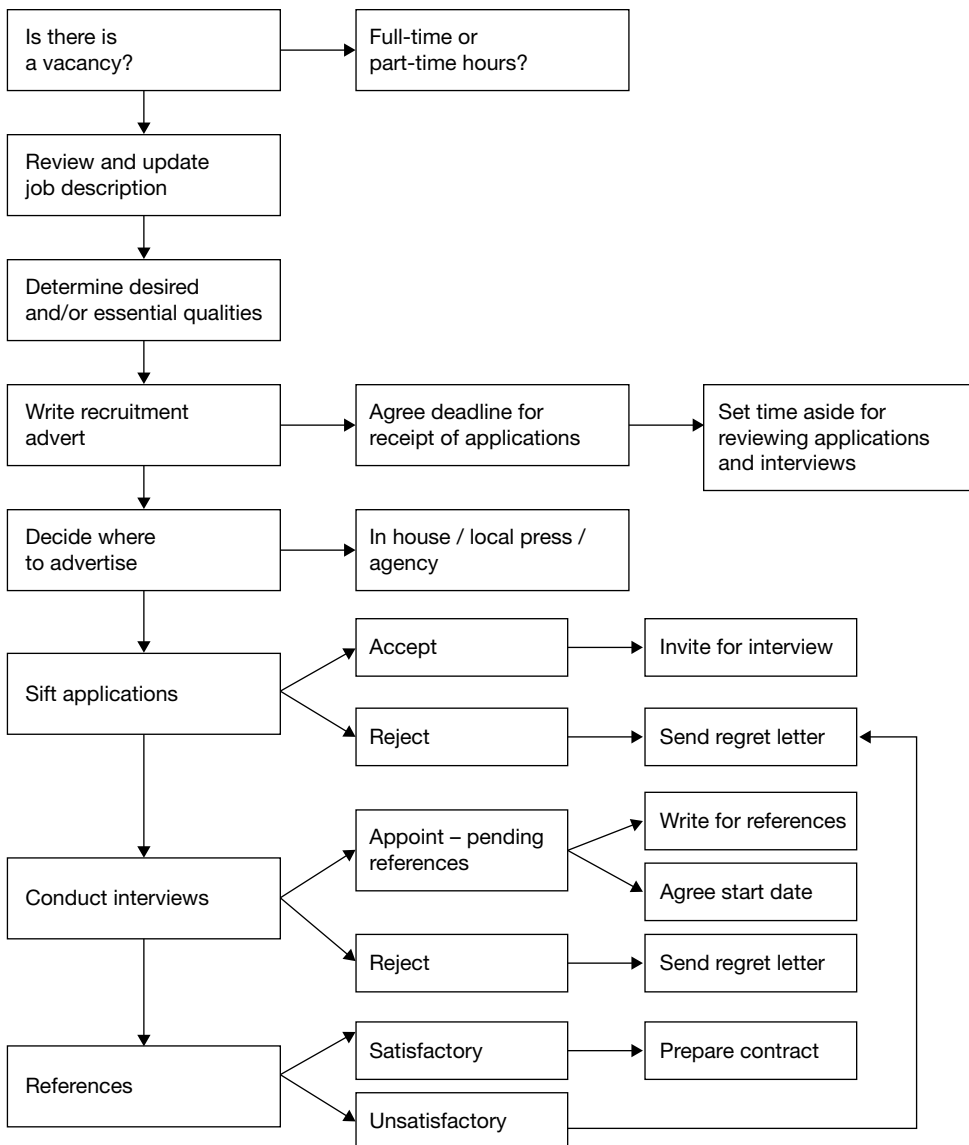 Is there is
a vacancy?
Full-time or
part-time hours?
Review and update
job description
Determine desired
and/or essential qualities
Write recruitment
advert
Agree deadline for
receipt of applications
Set time aside for
reviewing applications
and interviews
Decide where
to advertise
In house / local press /
agency
Sift applications
Accept
Invite for interview
Reject
Send regret letter
Conduct interviews
Appoint – pending
references
Write for references
Agree start date
Reject
Send regret letter
References
Satisfactory
Prepare contract
Unsatisfactory